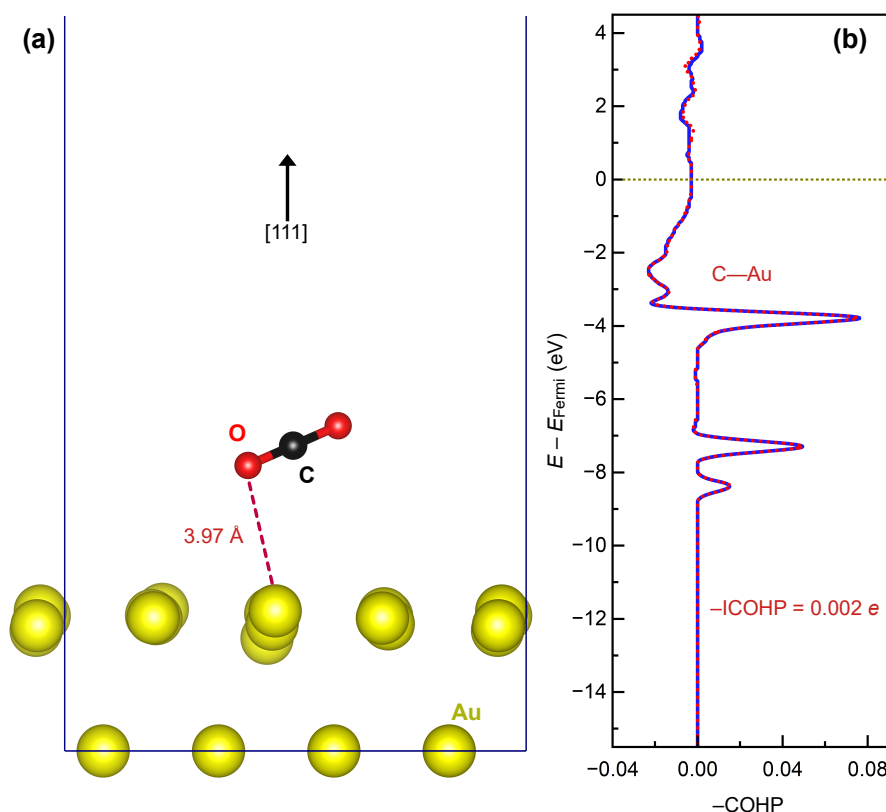 (a)
[111]
O
C
3.97 Å
Au
(b)
4
2
0
−2
−4
−6
−8
−10
−12
−14
E − EFermi (eV)
C—Au
–ICOHP = 0.002 e
−0.04
0.00
0.04
0.08
−COHP